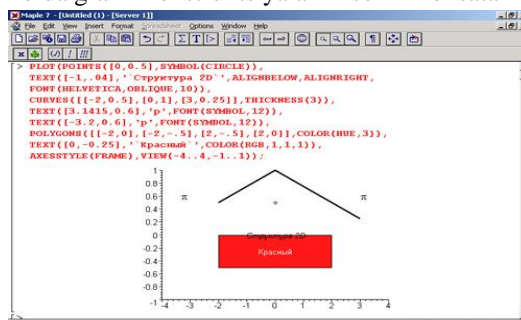 Maple 7 - [Untitled (1) - [Server 1]]
File Edit View Insert Format Spreadsheet Options Window Help
> PLOT(POINTS([0,0.5],SYMBOL(CIRCLE)),
TEXT([-1,.04],'`Структура 2D`',ALIGNBELOW,ALIGNRIGHT,
FONT(HELVETICA,OBLIQUE,10)),
CURVES([[-2,0.5],[0,1],[3,0.25]],THICKNESS(3)),
TEXT([3.1415,0.6],'p',FONT(SYMBOL,12)),
TEXT([-3.2,0.6],'p',FONT(SYMBOL,12)),
POLYGONS([[-2,0],[-2,-.5],[2,-.5],[2,0]],COLOR(HUE,3)),
TEXT([0,-0.25],'`Красный`',COLOR(RGB,1,1,1)),
AXESSTYLE(FRAME),VIEW(-4..4,-1..1));
1
0.8
π
π
0.6
0.4
0.2
0
Структура 2D
-0.2
Красный
-0.4
-0.6
-0.8
-1
-4 -3 -2 -1 0 1 2 3 4